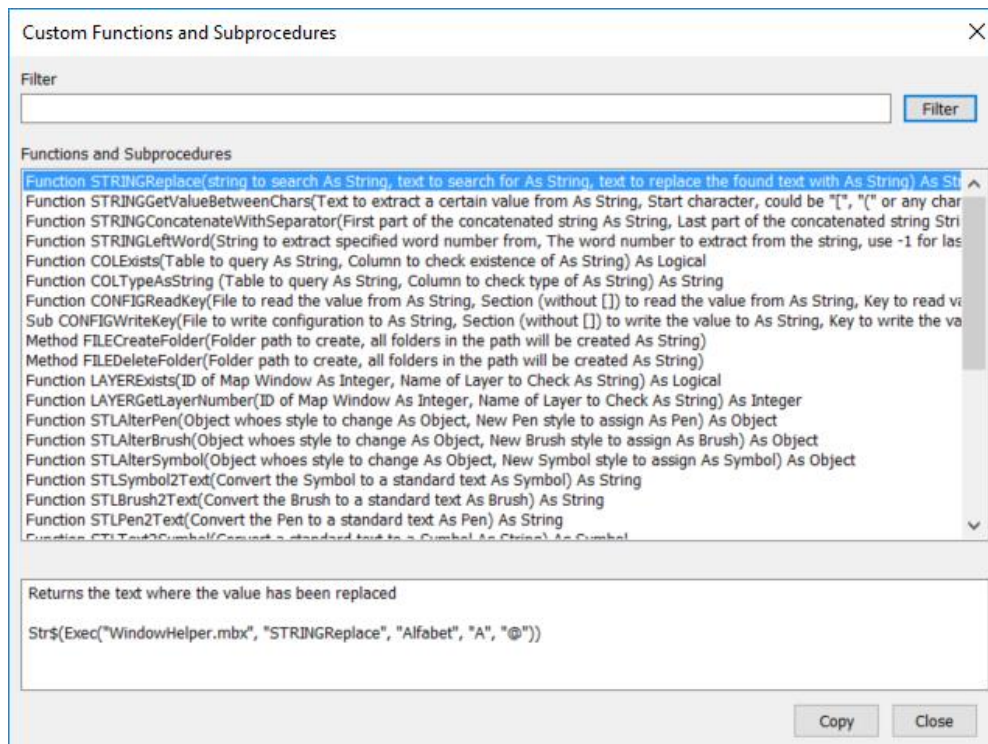 Custom Functions and Subprocedures
Filter
Filter
Functions and Subprocedures
Function STRINGReplace(string to search As String, text to search for As String, text to replace the found text with As String) As Str
Function STRINGGetValueBetweenChars(Text to extract a certain value from As String, Start character, could be "[", "(" or any char
Function STRINGConcatenateWithSeparator(First part of the concatenated string As String, Last part of the concatenated string Stri
Function STRINGLeftWord(String to extract specified word number from, The word number to extract from the string, use -1 for las
Function COLExists(Table to query As String, Column to check existence of As String) As Logical
Function COLTypeAsString (Table to query As String, Column to check type of As String) As String
Function CONFIGReadKey(File to read the value from As String, Section (without []) to read the value from As String, Key to read va
Sub CONFIGWriteKey(File to write configuration to As String, Section (without []) to write the value to As String, Key to write the va
Method FILECreateFolder(Folder path to create, all folders in the path will be created As String)
Method FILEDeleteFolder(Folder path to create, all folders in the path will be created As String)
Function LAYERExists(ID of Map Window As Integer, Name of Layer to Check As String) As Logical
Function LAYERGetLayerNumber(ID of Map Window As Integer, Name of Layer to Check As String) As Integer
Function STLAlterPen(Object whoes style to change As Object, New Pen style to assign As Pen) As Object
Function STLAlterBrush(Object whoes style to change As Object, New Brush style to assign As Brush) As Object
Function STLAlterSymbol(Object whoes style to change As Object, New Symbol style to assign As Symbol) As Object
Function STLSymbol2Text(Convert the Symbol to a standard text As Symbol) As String
Function STLBrush2Text(Convert the Brush to a standard text As Brush) As String
Function STLPen2Text(Convert the Pen to a standard text As Pen) As String
Function STLText2Symbol(Convert a standard text to a Symbol As String) As Symbol
Returns the text where the value has been replaced
Str$(Exec("WindowHelper.mbx", "STRINGReplace", "Alfabet", "A", "@"))
Copy
Close